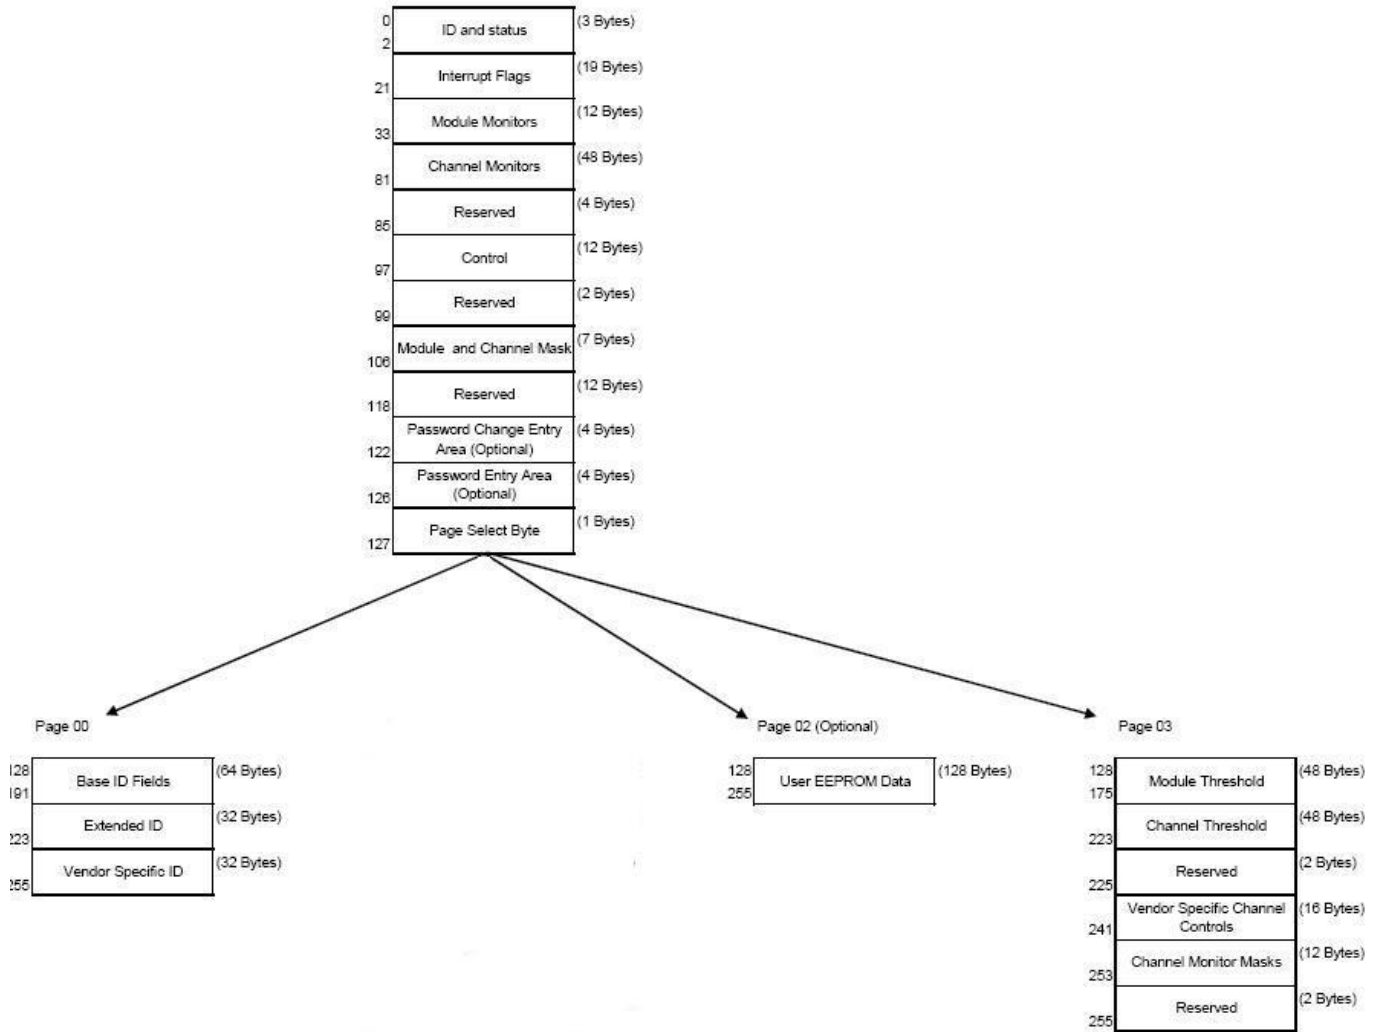 0
ID and status
(3 Bytes)
2
Interrupt Flags
(19 Bytes)
21
Module Monitors
(12 Bytes)
33
Channel Monitors
(48 Bytes)
81
Reserved
(4 Bytes)
85
Control
(12 Bytes)
97
Reserved
(2 Bytes)
99
Module and Channel Mask
(7 Bytes)
106
Reserved
(12 Bytes)
118
Password Change Entry
Area (Optional)
(4 Bytes)
122
Password Entry Area
(Optional)
(4 Bytes)
126
Page Select Byte
(1 Bytes)
127
Page 00
128
Base ID Fields
(64 Bytes)
191
Extended ID
(32 Bytes)
223
Vendor Specific ID
(32 Bytes)
255
Page 02 (Optional)
128
User EEPROM Data
(128 Bytes)
255
Page 03
128
Module Threshold
(48 Bytes)
175
Channel Threshold
(48 Bytes)
223
Reserved
(2 Bytes)
225
Vendor Specific Channel
Controls
(16 Bytes)
241
Channel Monitor Masks
(12 Bytes)
253
Reserved
(2 Bytes)
255